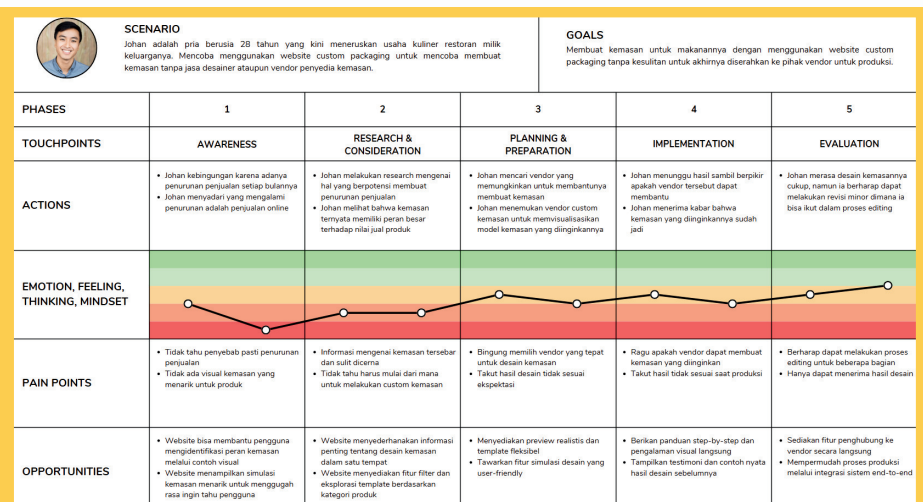 SCENARIO
Johan adalah pria berusia 28 tahun yang kini meneruskan usaha kuliner restoran milik
keluarganya. Mencoba menggunakan website custom packaging untuk mencoba membuat
kemasan tanpa jasa desainer ataupun vendor penyedia kemasan.
GOALS
Membuat kemasan untuk makanannya dengan menggunakan website custom
packaging tanpa kesulitan untuk akhirnya diserahkan ke pihak vendor untuk produksi.
PHASES
1
2
3
4
5
TOUCHPOINTS
AWARENESS
RESEARCH &
CONSIDERATION
PLANNING &
PREPARATION
IMPLEMENTATION
EVALUATION
ACTIONS
• Johan kebingungan karena adanya
penurunan penjualan setiap bulannya
• Johan menyadari yang mengalami
penurunan adalah penjualan online
• Johan melakukan research mengenai
hal yang berpotensi membuat
penurunan penjualan
• Johan melihat bahwa kemasan
ternyata memiliki peran besar
terhadap nilai jual produk
• Johan mencari vendor yang
memungkinkan untuk membantunya
membuat kemasan
• Johan menemukan vendor custom
kemasan untuk memvisualisasikan
model kemasan yang diinginkannya
• Johan menunggu hasil sambil berpikir
apakah vendor tersebut dapat
membantu
• Johan menerima kabar bahwa
kemasan yang diinginkannya sudah
jadi
• Johan merasa desain kemasannya
cukup, namun ia berharap dapat
melakukan revisi minor dimana ia
bisa ikut dalam proses editing
EMOTION, FEELING,
THINKING, MINDSET
PAIN POINTS
• Tidak tahu penyebab pasti penurunan
penjualan
• Tidak ada visual kemasan yang
menarik untuk produk
• Informasi mengenai kemasan tersebar
dan sulit dicerna
• Tidak tahu harus mulai dari mana
untuk melakukan custom kemasan
• Bingung memilih vendor yang tepat
untuk desain kemasan
• Takut hasil desain tidak sesuai
ekspektasi
• Ragu apakah vendor dapat membuat
kemasan yang diinginkan
• Takut hasil tidak sesuai saat produksi
• Berharap dapat melakukan proses
editing untuk beberapa bagian
• Hanya dapat menerima hasil desain
OPPORTUNITIES
• Website bisa membantu pengguna
mengidentifikasi peran kemasan
melalui contoh visual
• Website menampilkan simulasi
kemasan menarik untuk menggugah
rasa ingin tahu pengguna
• Website menyederhanakan informasi
penting tentang desain kemasan
dalam satu tempat
• Website menyediakan fitur filter dan
eksplorasi template berdasarkan
kategori produk
• Menyediakan preview realistis dan
template fleksibel
• Tawarkan fitur simulasi desain yang
user-friendly
• Berikan panduan step-by-step dan
pengalaman visual langsung
• Tampilkan testimoni dan contoh nyata
hasil desain sebelumnya
• Sediakan fitur penghubung ke
vendor secara langsung
• Mempermudah proses produksi
melalui integrasi sistem end-to-end